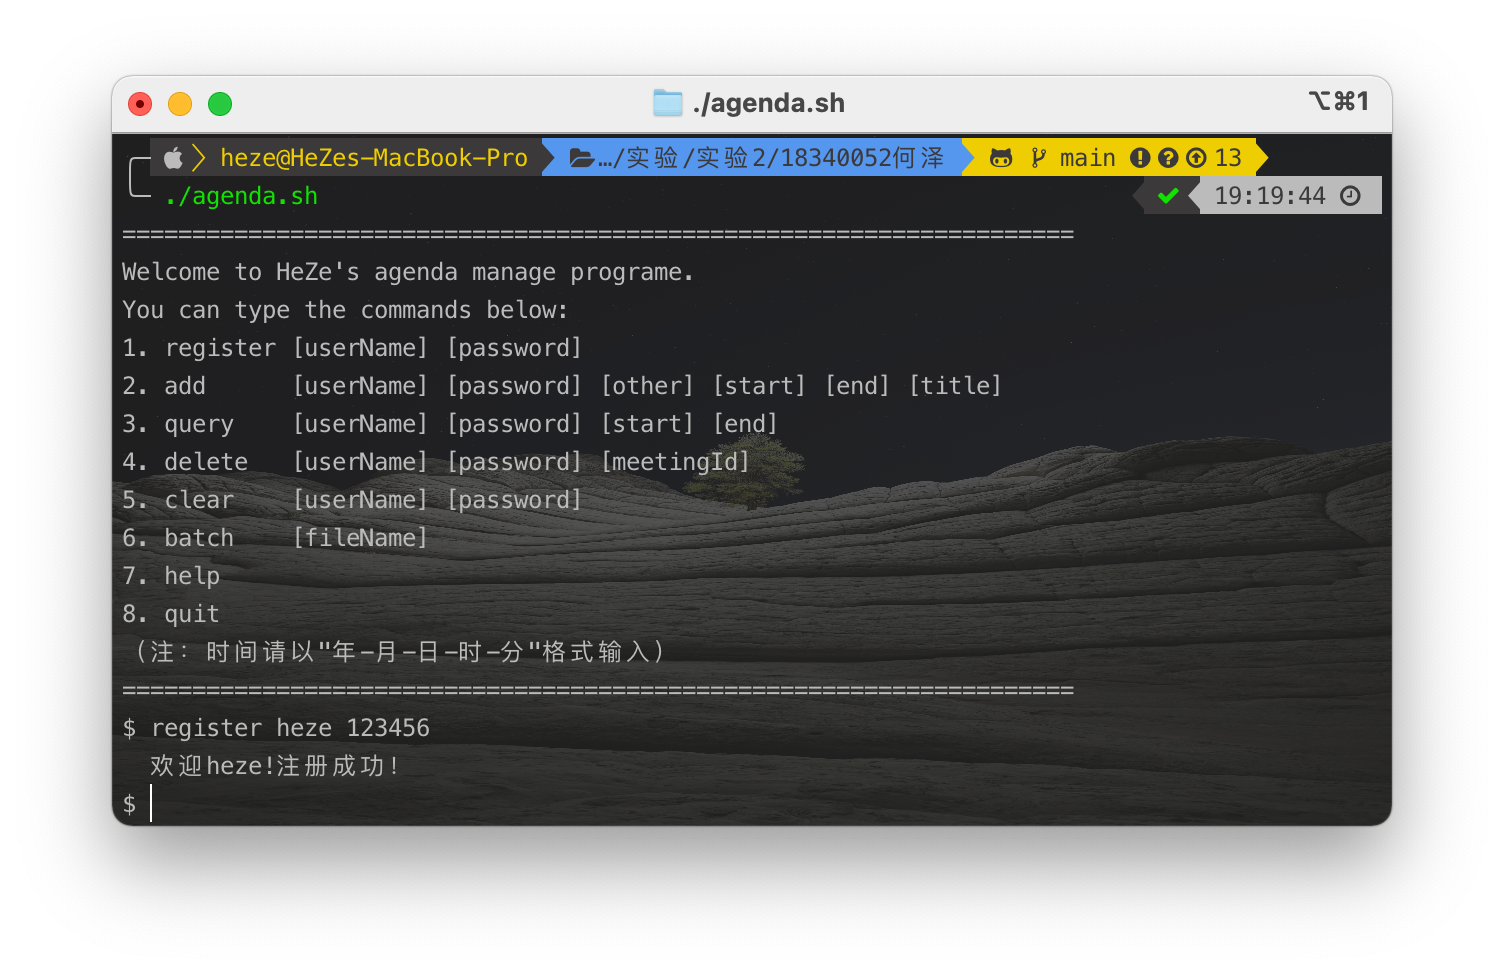 ./agenda.sh
⌥⌘1
heze@HeZes-MacBook-Pro …/实验/实验2/18340052何泽 main 13
./agenda.sh 19:19:44
====================================================================
Welcome to HeZe's agenda manage programe.
You can type the commands below:
1. register [userName] [password]
2. add [userName] [password] [other] [start] [end] [title]
3. query [userName] [password] [start] [end]
4. delete [userName] [password] [meetingId]
5. clear [userName] [password]
6. batch [fileName]
7. help
8. quit
（注：时间请以"年-月-日-时-分"格式输入）
====================================================================
$ register heze 123456
欢迎heze!注册成功!
$